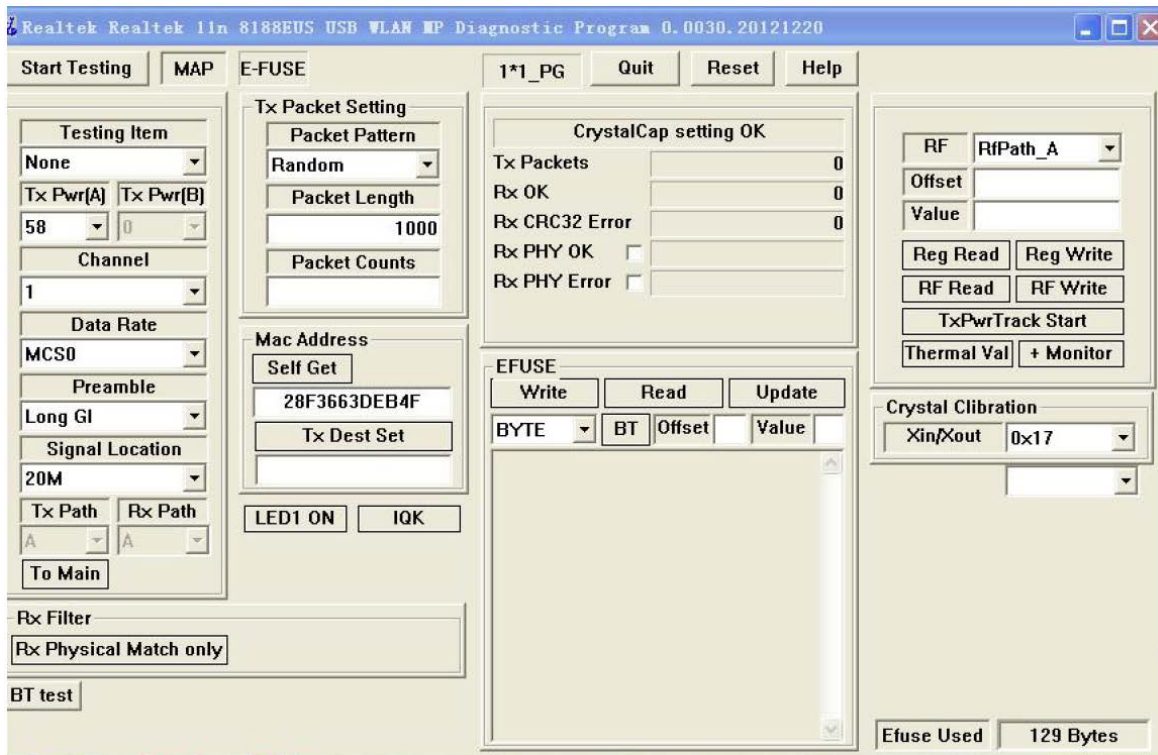 Realtek Realtek 11n 8188EUS USB WLAN MP Diagnostic Program 0.0030.20121220
Start Testing MAP E-FUSE 1*1_PG Quit Reset Help
Testing Item
None
Tx Pwr(A) Tx Pwr(B)
58 0
Channel
1
Data Rate
MCS0
Preamble
Long GI
Signal Location
20M
Tx Path Rx Path
A A
To Main
Rx Filter
Rx Physical Match only
BT test
Tx Packet Setting
Packet Pattern
Random
Packet Length
1000
Packet Counts
Mac Address
Self Get
28F3663DEB4F
Tx Dest Set
LED1 ON IQK
CrystalCap setting OK
Tx Packets 0
Rx OK 0
Rx CRC32 Error 0
Rx PHY OK
Rx PHY Error
EFUSE
Write Read Update
BYTE BT Offset Value
RF RfPath_A
Offset
Value
Reg Read Reg Write
RF Read RF Write
TxPwrTrack Start
Thermal Val + Monitor
Crystal Clibration
Xin/Xout 0x17
Efuse Used 129 Bytes